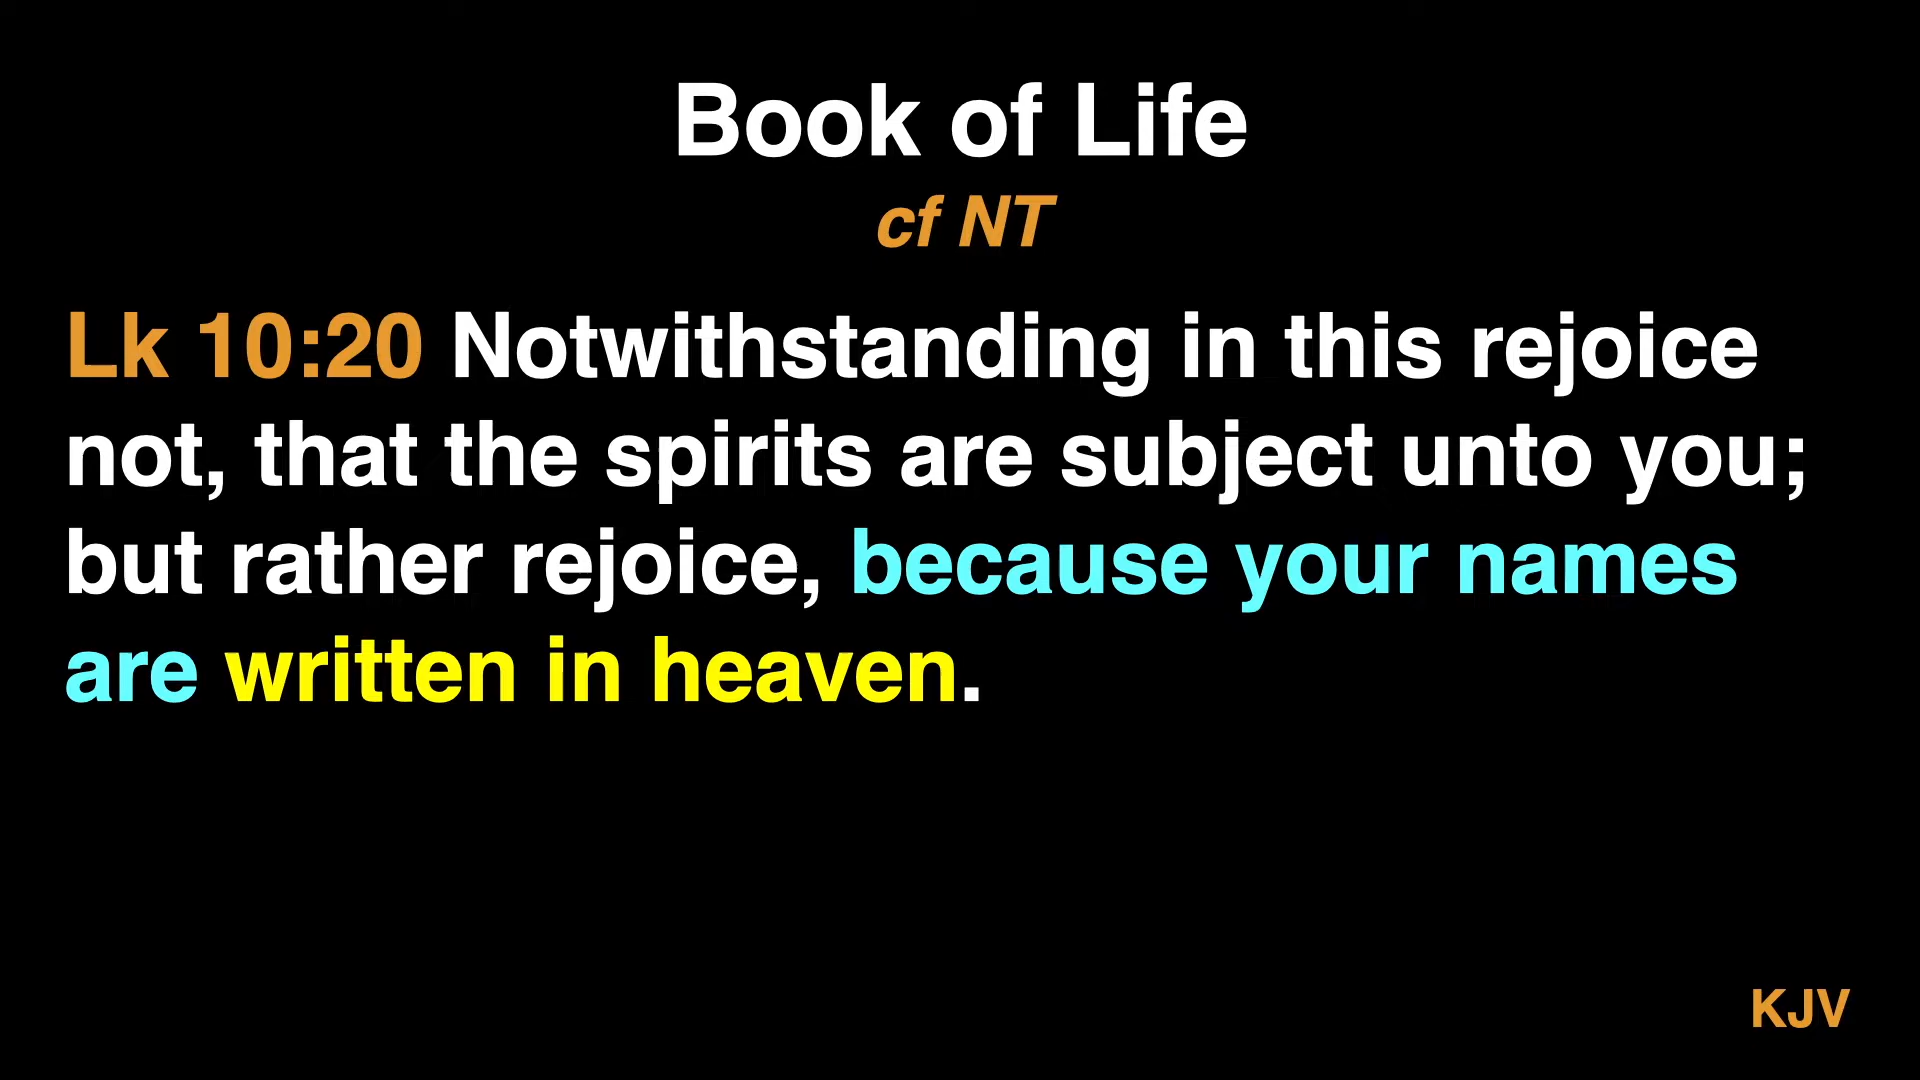 Book of Life
cf NT
Lk 10:20 Notwithstanding in this rejoice
not, that the spirits are subject unto you;
but rather rejoice, because your names
are written in heaven.
KJV